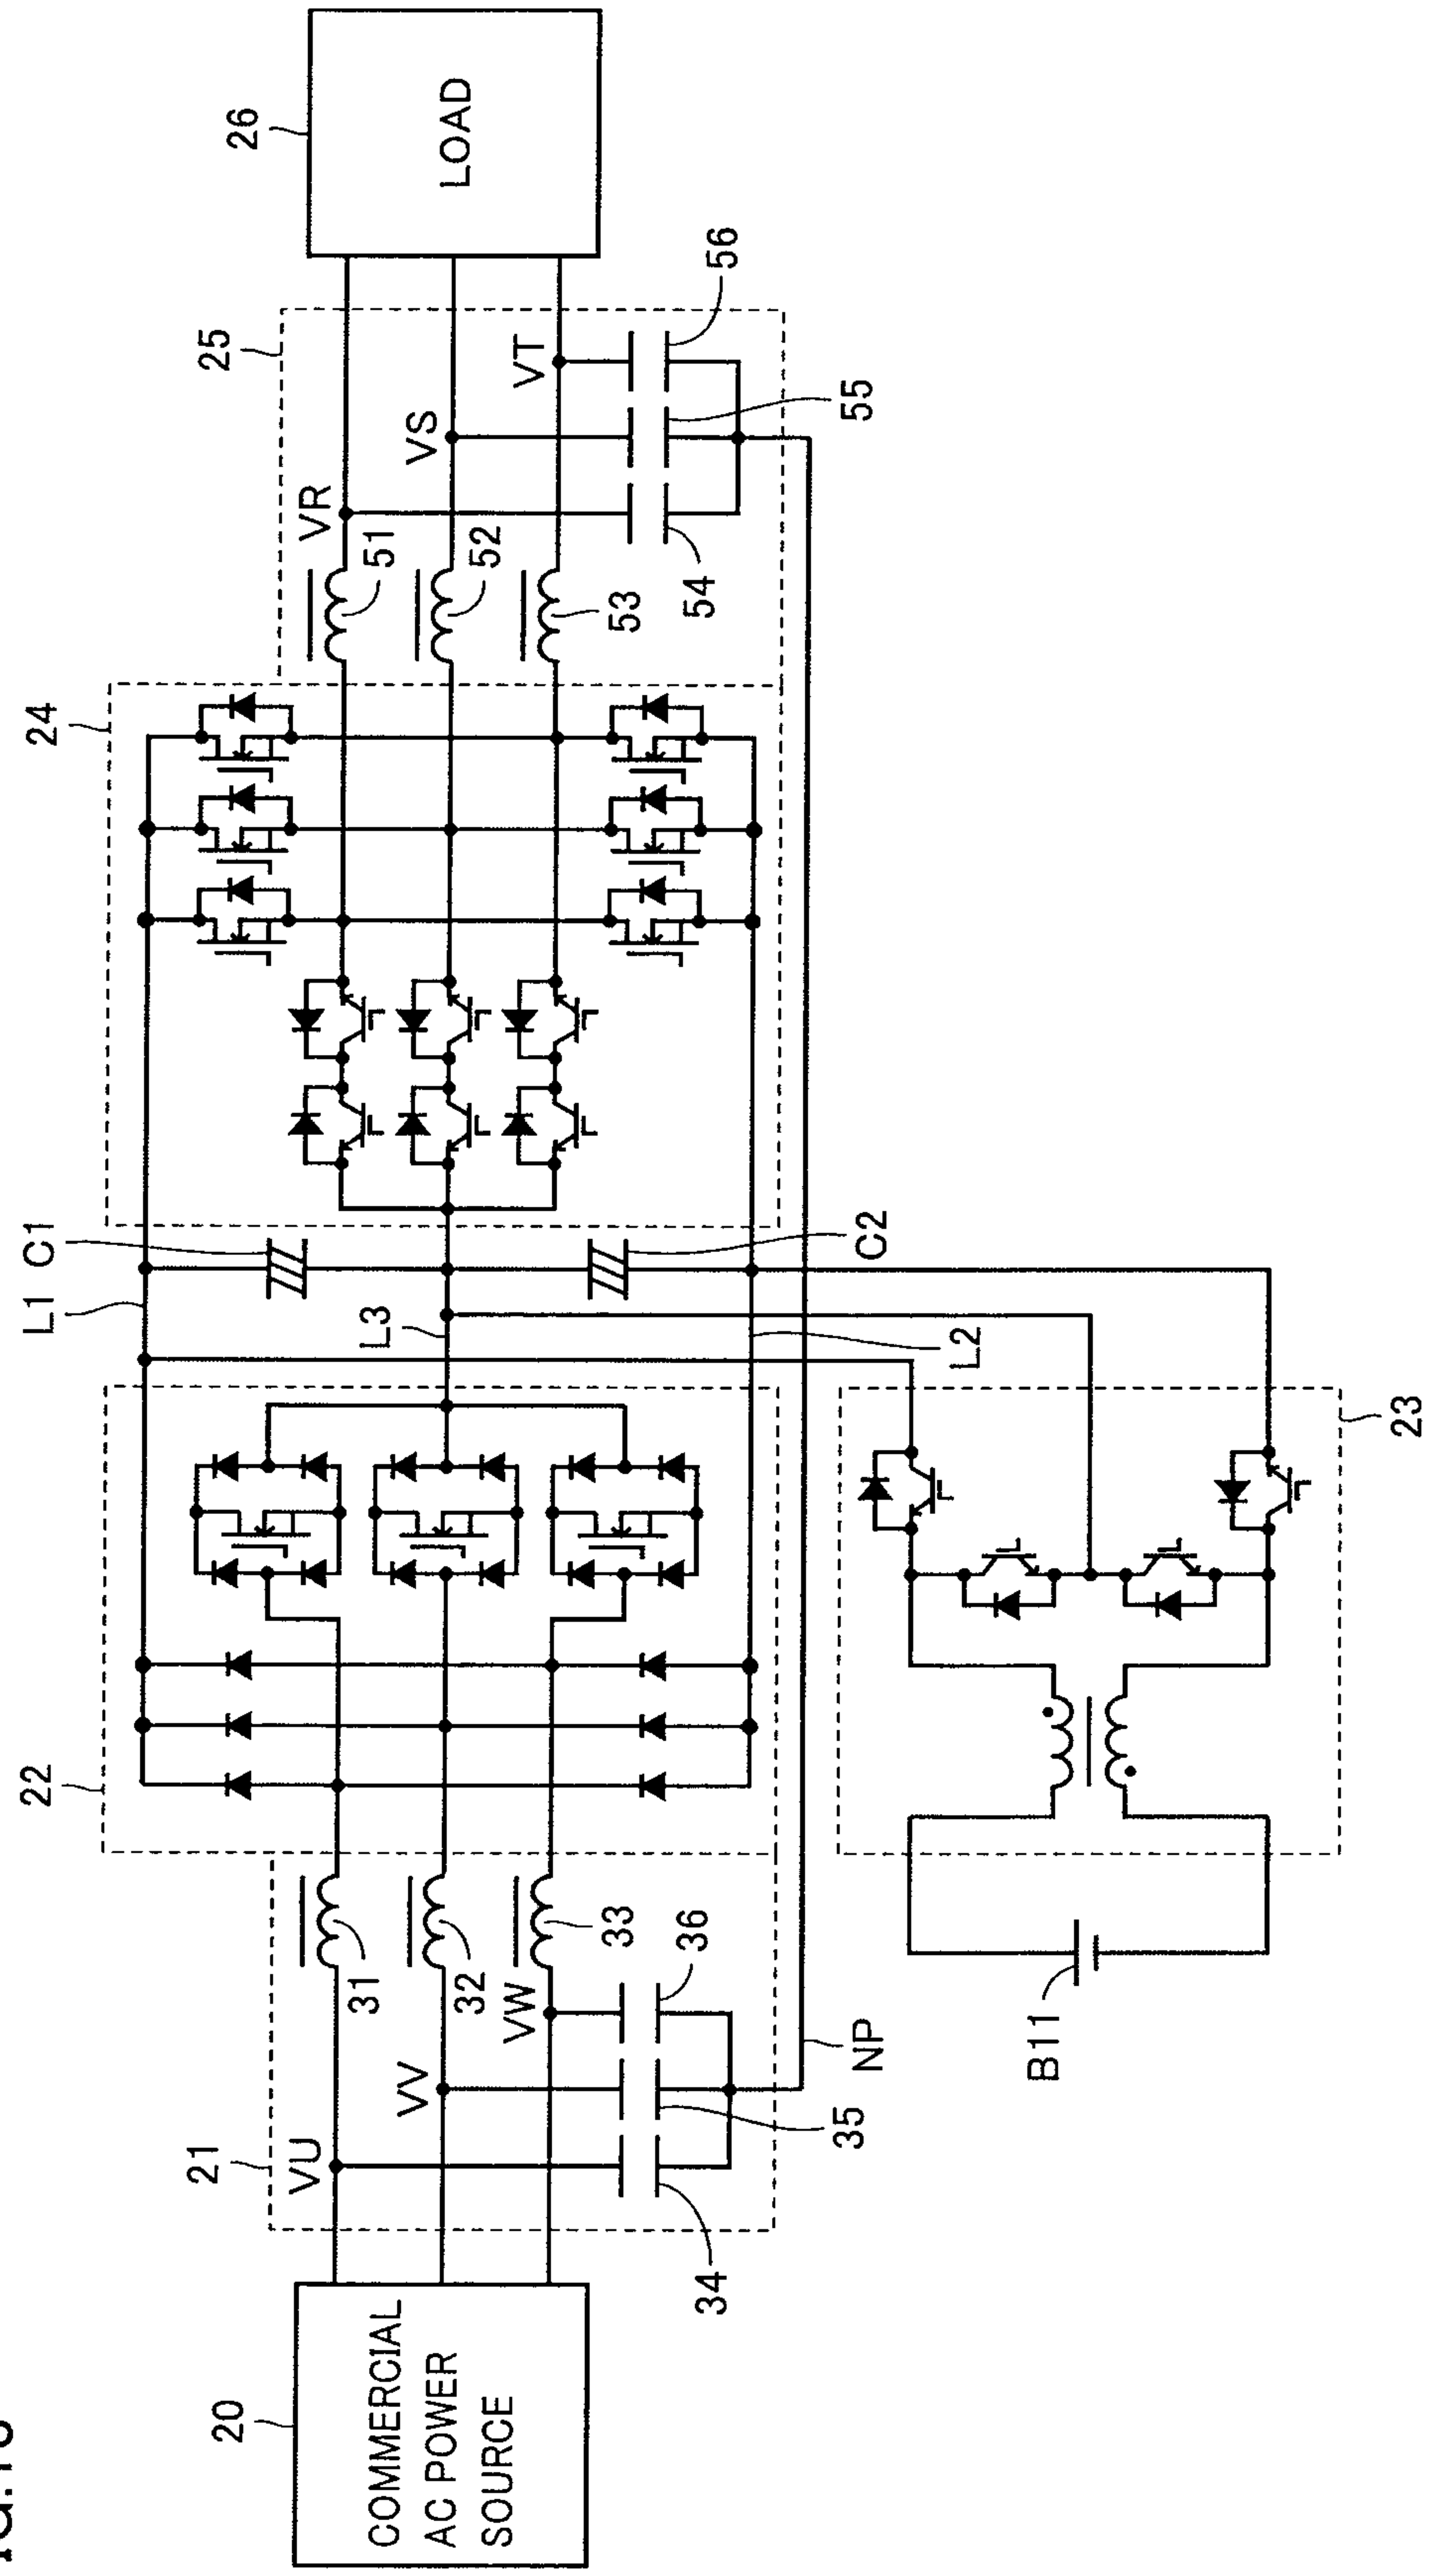 20
COMMERCIAL
AC POWER
SOURCE
21
VU
VV
VW
31
32
33
34
35
36
NP
22
L1
C1
L3
C2
L2
23
B11
24
51
52
53
25
VR
VS
VT
54
55
56
26
LOAD